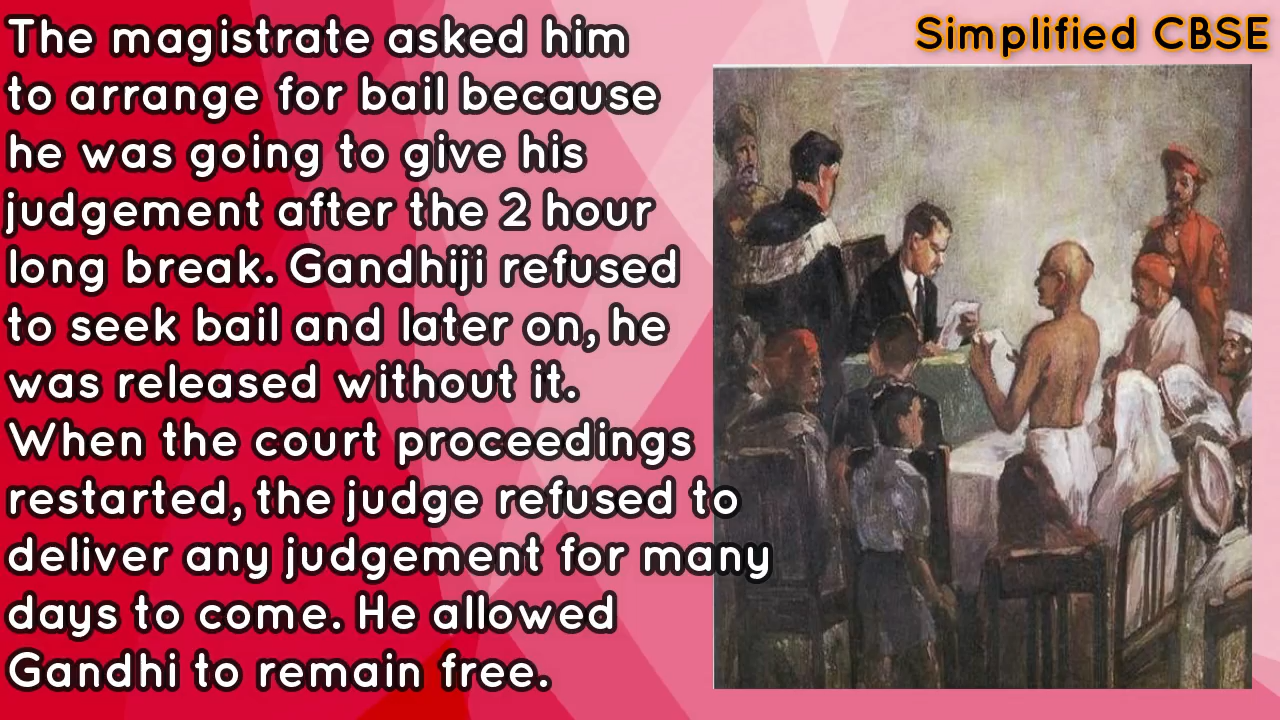 Simplified CBSE
The magistrate asked him
to arrange for bail because
he was going to give his
judgement after the 2 hour
long break. Gandhiji refused
to seek bail and later on, he
was released without it.
When the court proceedings
restarted, the judge refused to
deliver any judgement for many
days to come. He allowed
Gandhi to remain free.